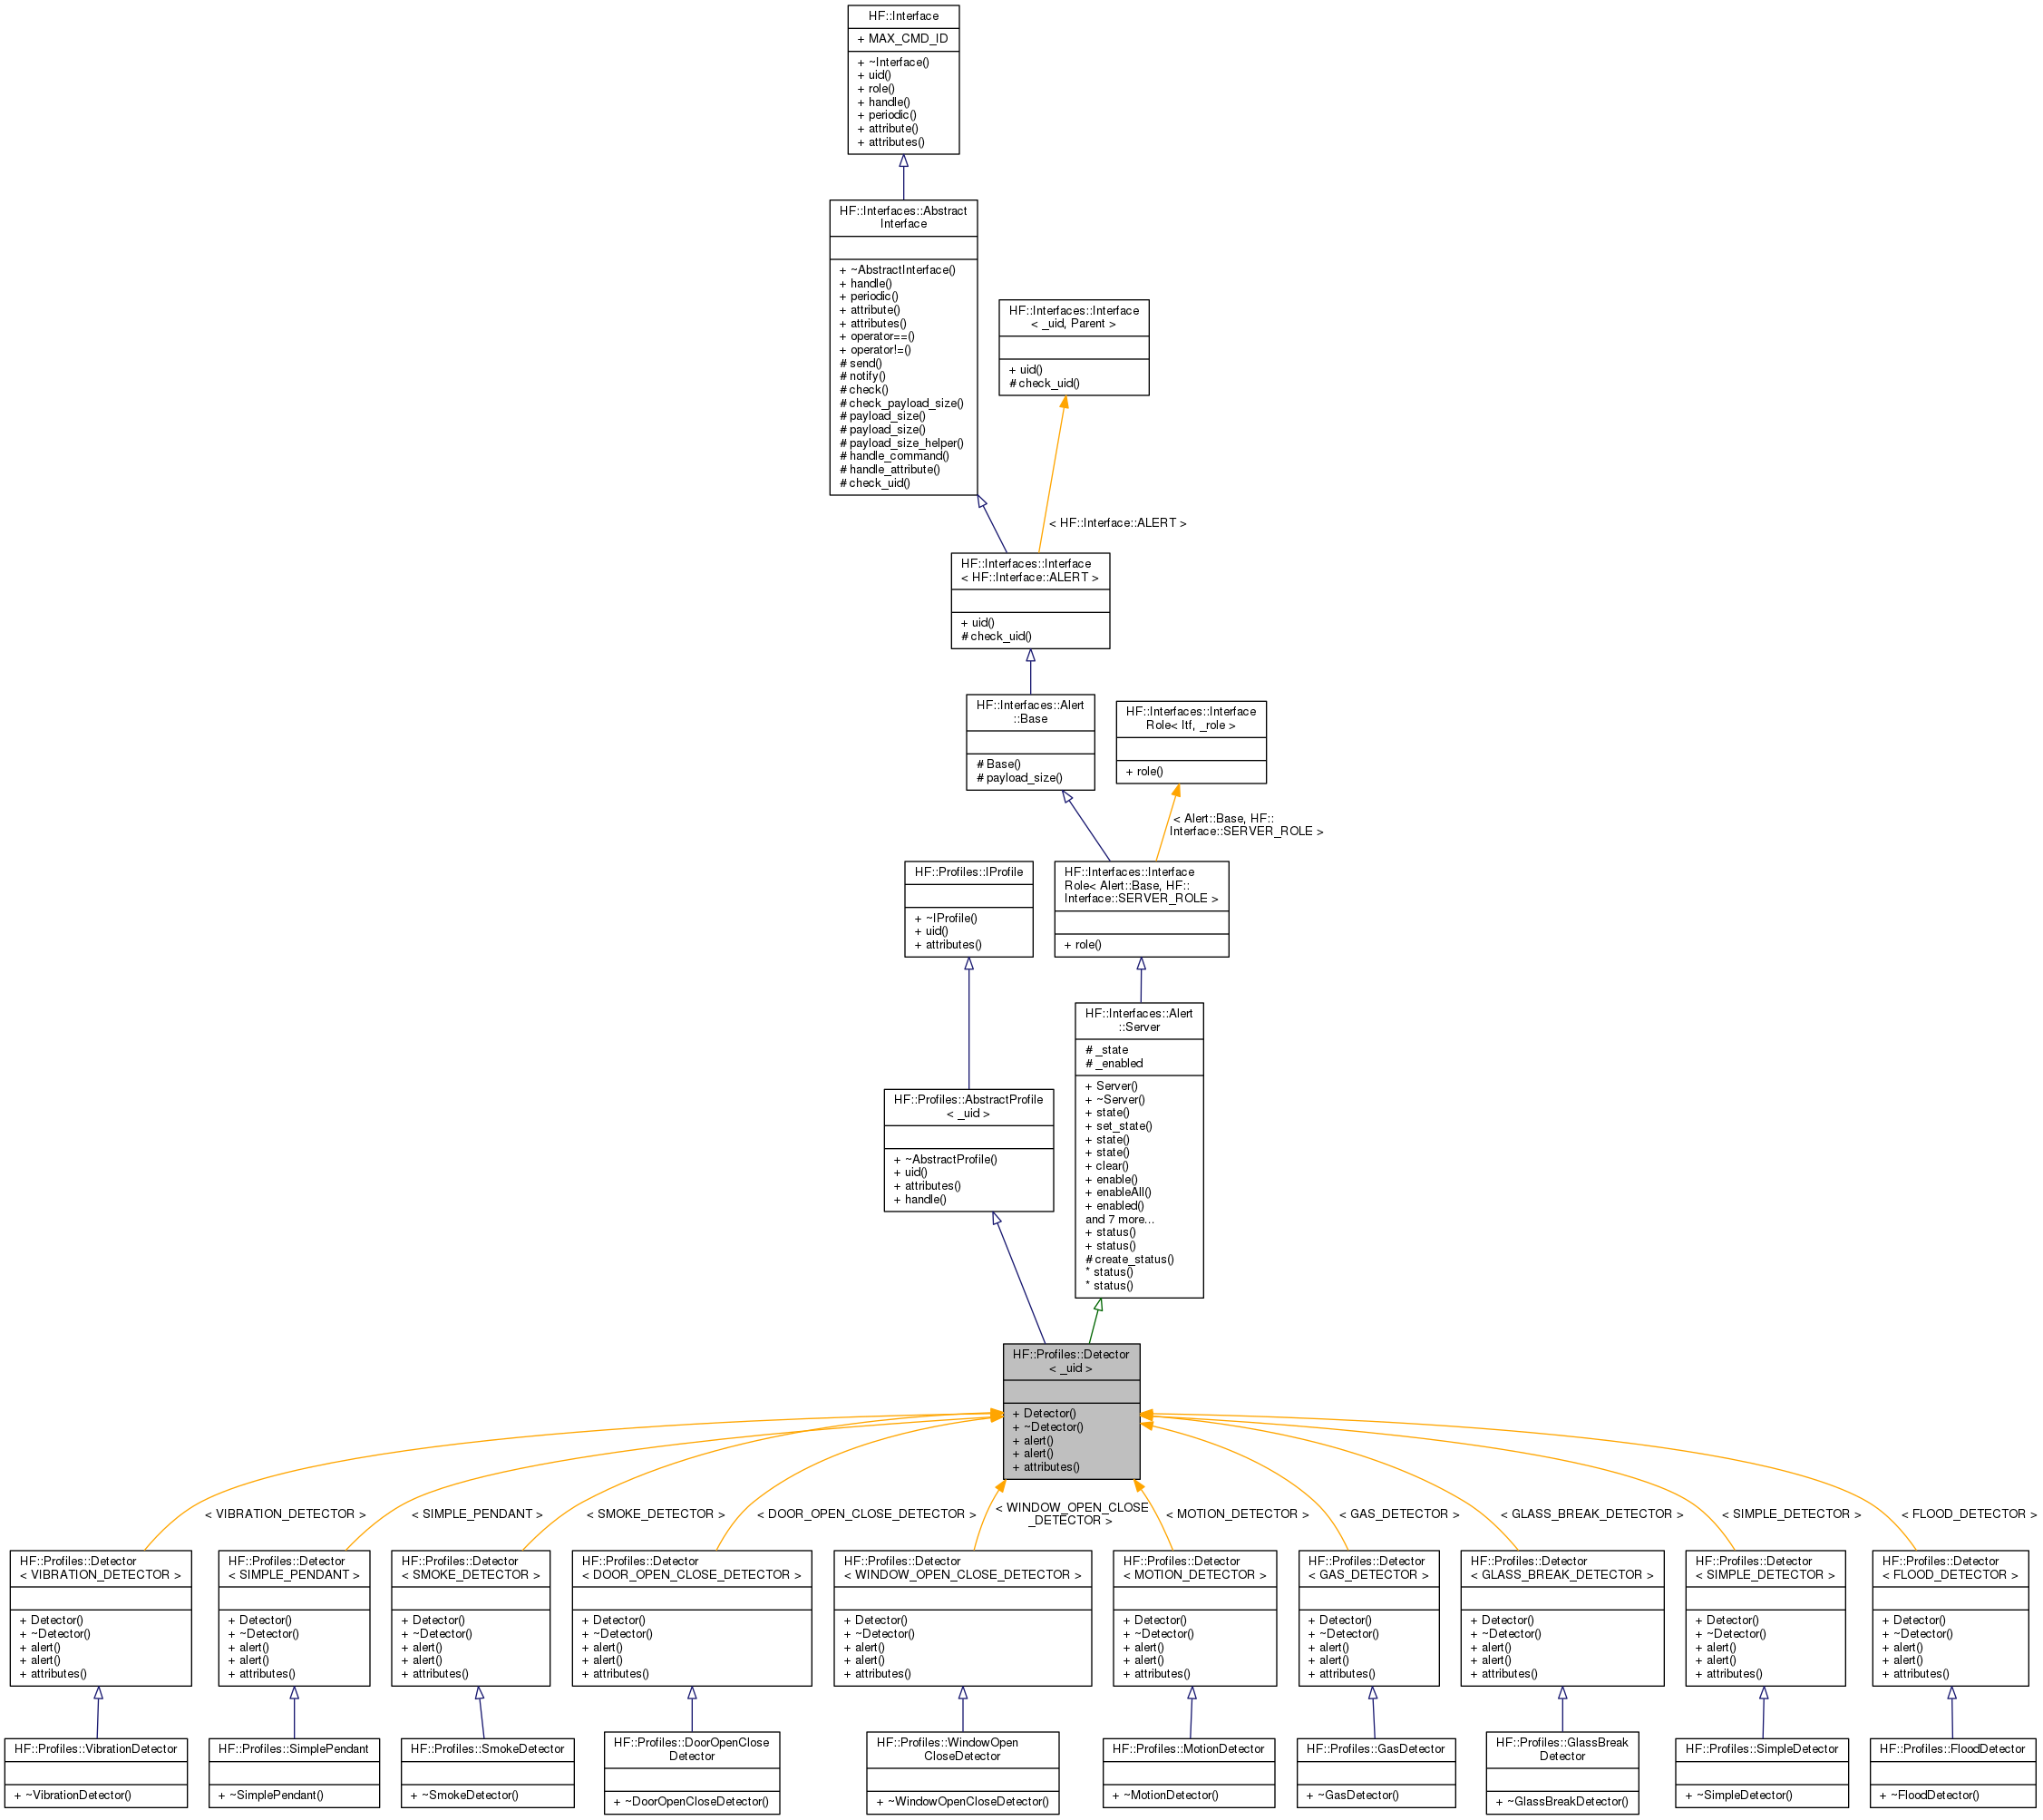 HF::Interface
+ MAX_CMD_ID
+ ~Interface()
+ uid()
+ role()
+ handle()
+ periodic()
+ attribute()
+ attributes()
HF::Interfaces::Abstract
Interface
+ ~AbstractInterface()
+ handle()
+ periodic()
+ attribute()
+ attributes()
+ operator==()
+ operator!=()
# send()
# notify()
# check()
# check_payload_size()
# payload_size()
# payload_size()
# payload_size_helper()
# handle_command()
# handle_attribute()
# check_uid()
HF::Interfaces::Interface
< _uid, Parent >
+ uid()
# check_uid()
< HF::Interface::ALERT >
HF::Interfaces::Interface
< HF::Interface::ALERT >
+ uid()
# check_uid()
HF::Interfaces::Alert
::Base
# Base()
# payload_size()
HF::Interfaces::Interface
Role< Itf, _role >
+ role()
< Alert::Base, HF::
Interface::SERVER_ROLE >
HF::Profiles::IProfile
+ ~IProfile()
+ uid()
+ attributes()
HF::Interfaces::Interface
Role< Alert::Base, HF::
Interface::SERVER_ROLE >
+ role()
HF::Interfaces::Alert
::Server
# _state
# _enabled
+ Server()
+ ~Server()
+ state()
+ set_state()
+ state()
+ state()
+ clear()
+ enable()
+ enableAll()
+ enabled()
and 7 more...
+ status()
+ status()
# create_status()
* status()
* status()
HF::Profiles::AbstractProfile
< _uid >
+ ~AbstractProfile()
+ uid()
+ attributes()
+ handle()
HF::Profiles::Detector
< _uid >
+ Detector()
+ ~Detector()
+ alert()
+ alert()
+ attributes()
< VIBRATION_DETECTOR >
< SIMPLE_PENDANT >
< SMOKE_DETECTOR >
< DOOR_OPEN_CLOSE_DETECTOR >
< WINDOW_OPEN_CLOSE
_DETECTOR >
< MOTION_DETECTOR >
< GAS_DETECTOR >
< GLASS_BREAK_DETECTOR >
< SIMPLE_DETECTOR >
< FLOOD_DETECTOR >
HF::Profiles::Detector
< VIBRATION_DETECTOR >
+ Detector()
+ ~Detector()
+ alert()
+ alert()
+ attributes()
HF::Profiles::Detector
< SIMPLE_PENDANT >
+ Detector()
+ ~Detector()
+ alert()
+ alert()
+ attributes()
HF::Profiles::Detector
< SMOKE_DETECTOR >
+ Detector()
+ ~Detector()
+ alert()
+ alert()
+ attributes()
HF::Profiles::Detector
< DOOR_OPEN_CLOSE_DETECTOR >
+ Detector()
+ ~Detector()
+ alert()
+ alert()
+ attributes()
HF::Profiles::Detector
< WINDOW_OPEN_CLOSE_DETECTOR >
+ Detector()
+ ~Detector()
+ alert()
+ alert()
+ attributes()
HF::Profiles::Detector
< MOTION_DETECTOR >
+ Detector()
+ ~Detector()
+ alert()
+ alert()
+ attributes()
HF::Profiles::Detector
< GAS_DETECTOR >
+ Detector()
+ ~Detector()
+ alert()
+ alert()
+ attributes()
HF::Profiles::Detector
< GLASS_BREAK_DETECTOR >
+ Detector()
+ ~Detector()
+ alert()
+ alert()
+ attributes()
HF::Profiles::Detector
< SIMPLE_DETECTOR >
+ Detector()
+ ~Detector()
+ alert()
+ alert()
+ attributes()
HF::Profiles::Detector
< FLOOD_DETECTOR >
+ Detector()
+ ~Detector()
+ alert()
+ alert()
+ attributes()
HF::Profiles::VibrationDetector
+ ~VibrationDetector()
HF::Profiles::SimplePendant
+ ~SimplePendant()
HF::Profiles::SmokeDetector
+ ~SmokeDetector()
HF::Profiles::DoorOpenClose
Detector
+ ~DoorOpenCloseDetector()
HF::Profiles::WindowOpen
CloseDetector
+ ~WindowOpenCloseDetector()
HF::Profiles::MotionDetector
+ ~MotionDetector()
HF::Profiles::GasDetector
+ ~GasDetector()
HF::Profiles::GlassBreak
Detector
+ ~GlassBreakDetector()
HF::Profiles::SimpleDetector
+ ~SimpleDetector()
HF::Profiles::FloodDetector
+ ~FloodDetector()